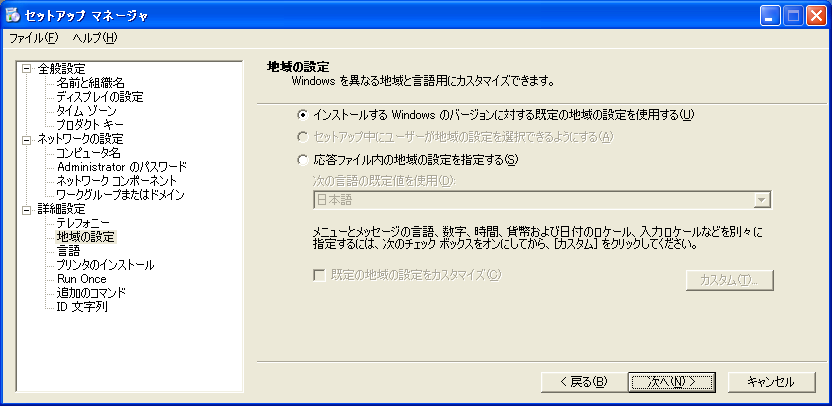 セットアップ マネージャ
ファイル(F) ヘルプ(H)
全般設定
名前と組織名
ディスプレイの設定
タイム ゾーン
プロダクト キー
ネットワークの設定
コンピュータ名
Administrator のパスワード
ネットワーク コンポーネント
ワークグループまたはドメイン
詳細設定
テレフォニー
地域の設定
言語
プリンタのインストール
Run Once
追加のコマンド
ID 文字列
地域の設定
Windows を異なる地域と言語用にカスタマイズできます。
インストールする Windows のバージョンに対する既定の地域の設定を使用する(U)
セットアップ中にユーザーが地域の設定を選択できるようにする(A)
応答ファイル内の地域の設定を指定する(S)
次の言語の既定値を使用(D):
日本語
メニューとメッセージの言語、数字、時間、貨幣および日付のロケール、入力ロケールなどを別々に
指定するには、次のチェック ボックスをオンにしてから、[カスタム] をクリックしてください。
既定の地域の設定をカスタマイズ(C)
カスタム(T)...
< 戻る(B)
次へ(N) >
キャンセル